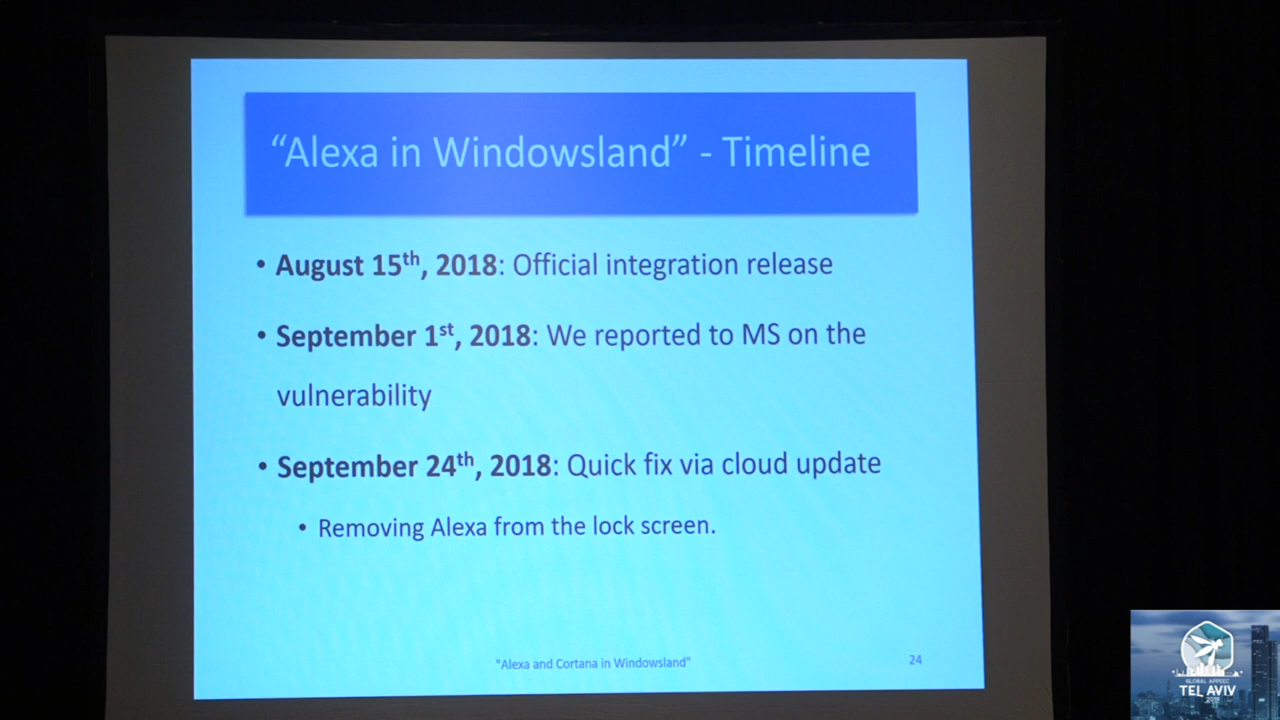 “Alexa in Windowsland” - Timeline
• August 15th, 2018: Official integration release
• September 1st, 2018: We reported to MS on the
vulnerability
• September 24th, 2018: Quick fix via cloud update
• Removing Alexa from the lock screen.
"Alexa and Cortana in Windowsland"
24
GLOBAL APPSEC
TEL AVIV